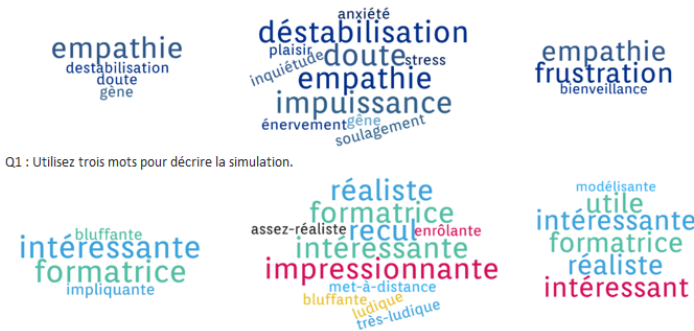 empathie
destabilisation
doute
gène
anxiété
déstabilisation
plaisir
doute
stress
inquiétude
empathie
impuissance
énervement
gêne
soulagement
empathie
frustration
bienveillance
Q1 : Utilisez trois mots pour décrire la simulation.
bluffante
intéressante
formatrice
impliquante
réaliste
formatrice
assez-réaliste
recul
enrôlante
intéressante
impressionnante
met-à-distance
bluffante
ludique
très-ludique
modélisante
utile
intéressante
formatrice
réaliste
intéressant